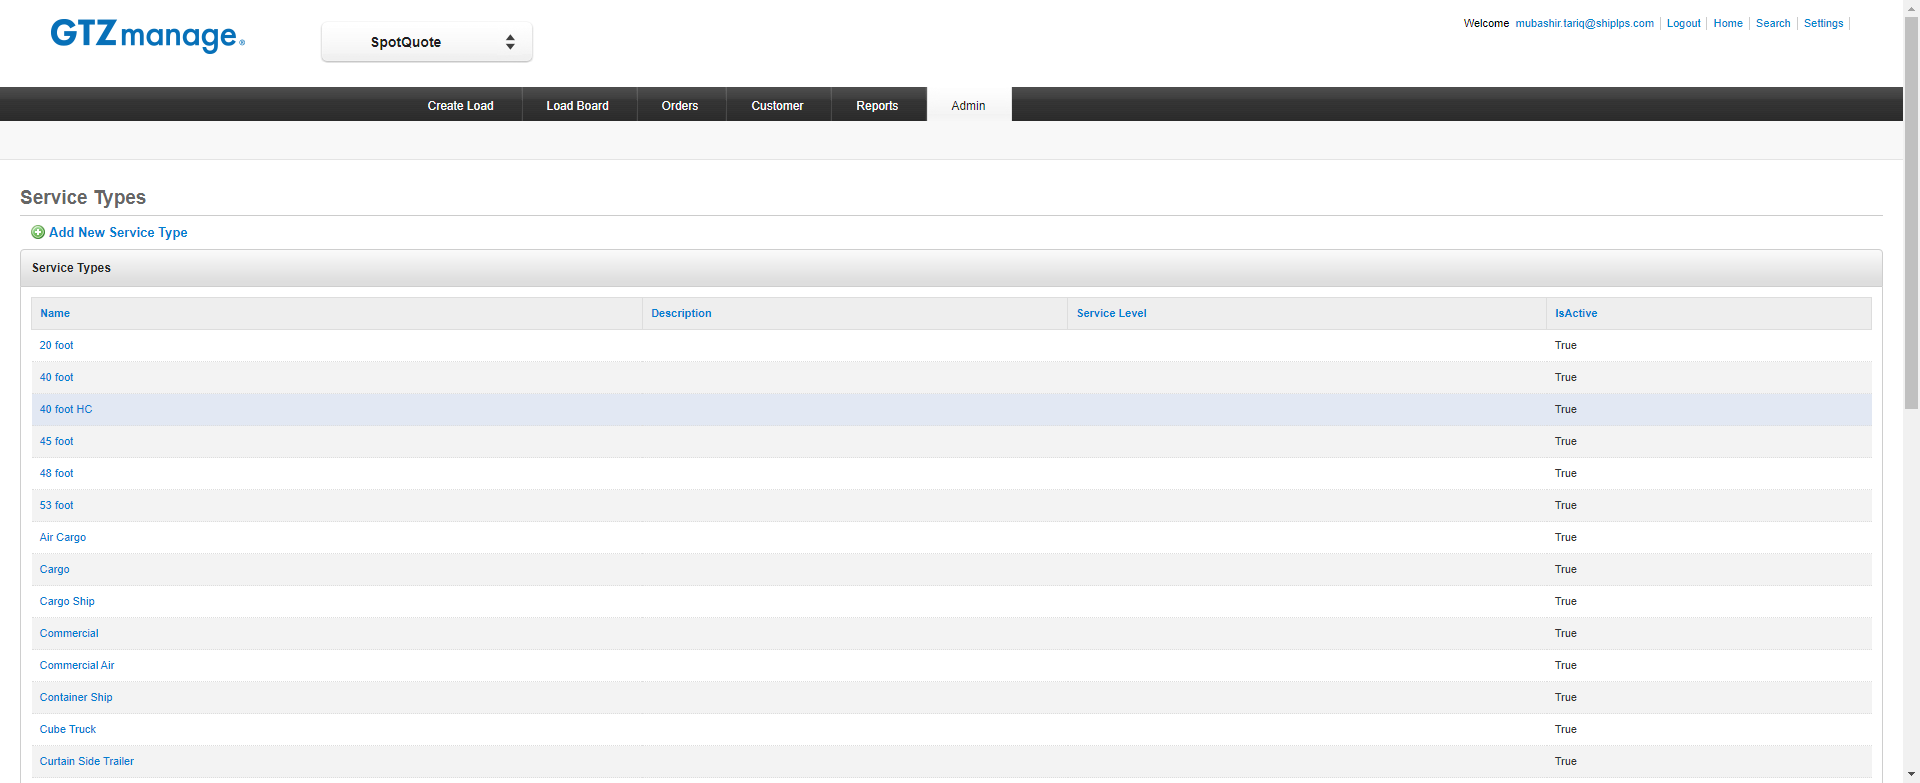 GTZmanage®
SpotQuote
Welcome mubashir.tariq@shiplps.com Logout Home Search Settings
Create Load Load Board Orders Customer Reports Admin
Service Types
Add New Service Type
Service Types
Name Description Service Level IsActive
20 foot True
40 foot True
40 foot HC True
45 foot True
48 foot True
53 foot True
Air Cargo True
Cargo True
Cargo Ship True
Commercial True
Commercial Air True
Container Ship True
Cube Truck True
Curtain Side Trailer True